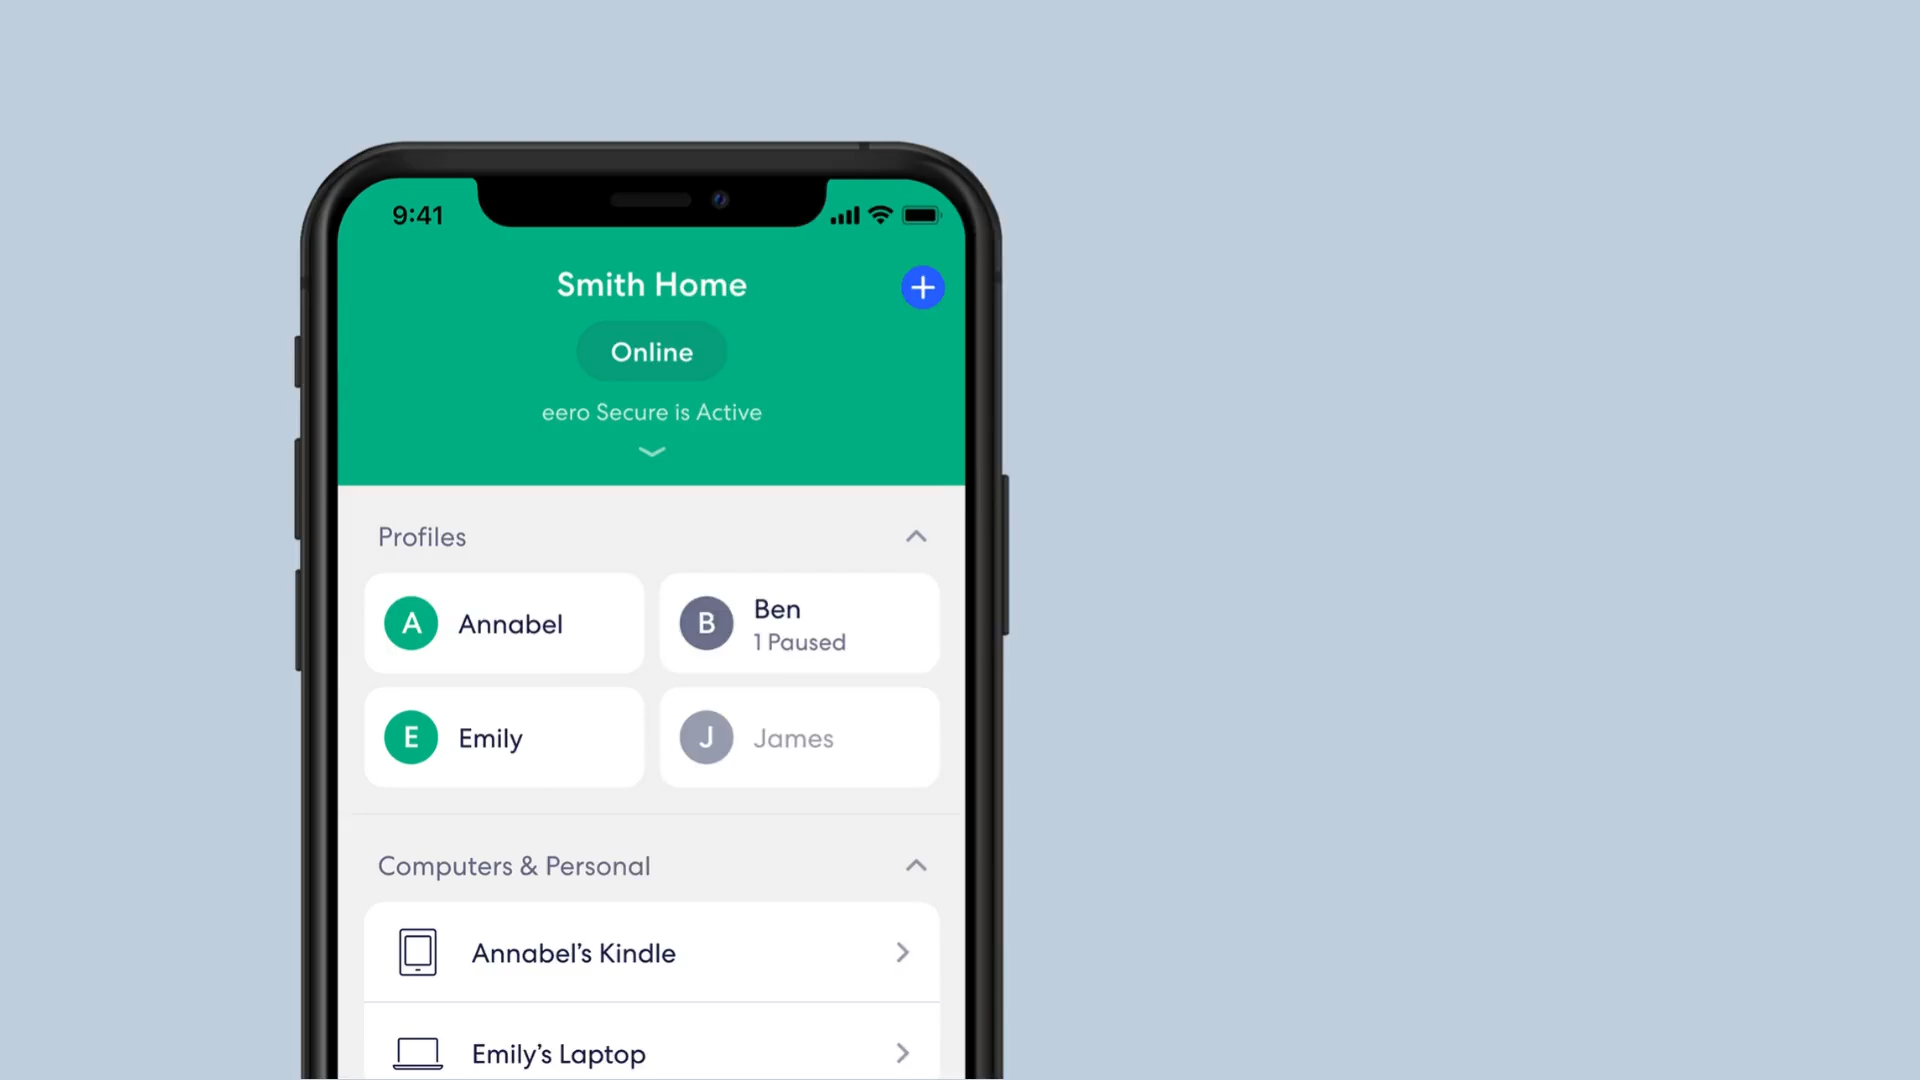 9:41
Smith Home
Online
eero Secure is Active
Profiles
A Annabel
B Ben
1 Paused
E Emily
J James
Computers & Personal
Annabel’s Kindle
Emily’s Laptop